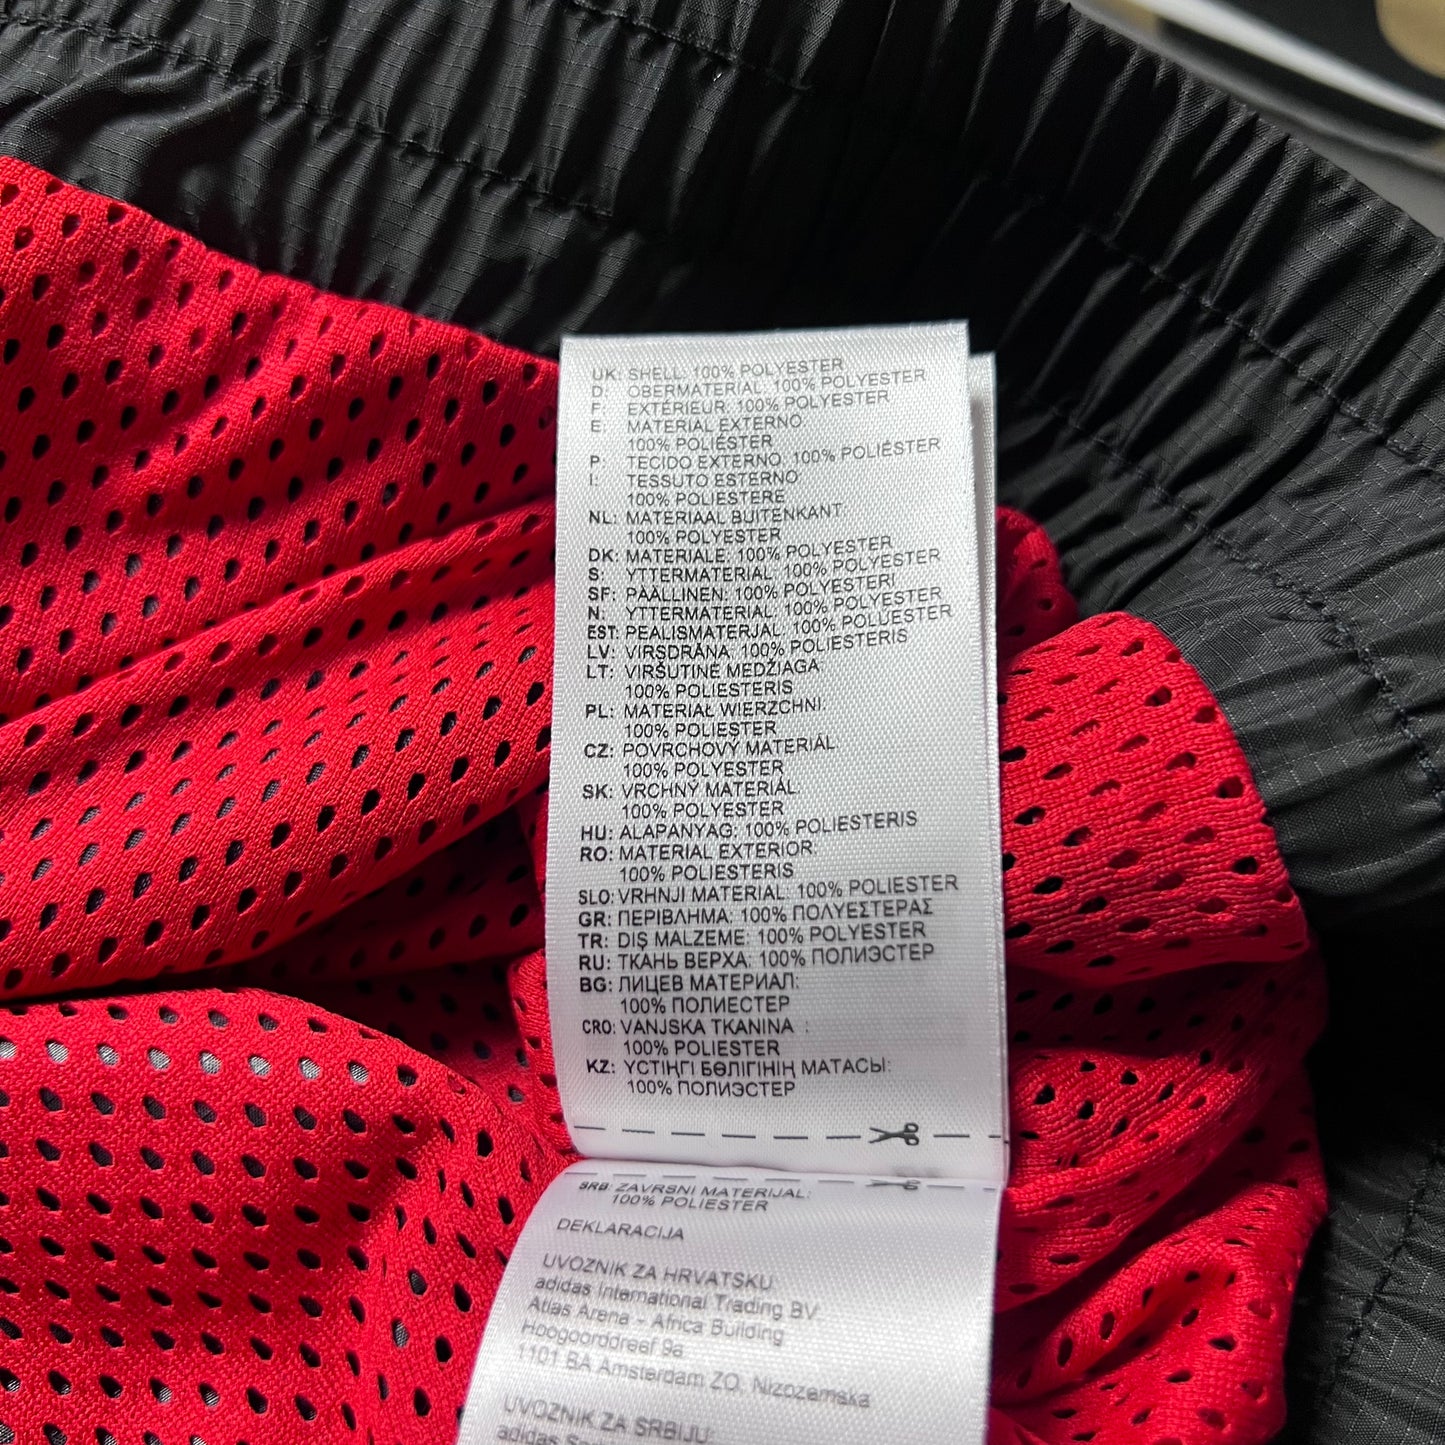 UK: SHELL: 100% POLYESTER
D: OBERMATERIAL: 100% POLYESTER
F: EXTÉRIEUR: 100% POLYESTER
E: MATERIAL EXTERNO
100% POLIÉSTER
P: TECIDO EXTERNO: 100% POLIÉSTER
I: TESSUTO ESTERNO
100% POLIESTERE
NL: MATERIAAL BUITENKANT
100% POLYESTER
DK: MATERIALE: 100% POLYESTER
S: YTTERMATERIAL: 100% POLYESTER
SF: PÄÄLLINEN: 100% POLYESTERI
N: YTTERMATERIAL: 100% POLYESTER
EST: PEALISMATERJAL: 100% POLÜESTER
LV: VIRSDRĀNA: 100% POLIESTERIS
LT: VIRŠUTINĖ MEDŽIAGA
100% POLIESTERIS
PL: MATERIAŁ WIERZCHNI:
100% POLYESTER
CZ: POVRCHOVÝ MATERIÁL
100% POLYESTER
SK: VRCHNÝ MATERIÁL:
100% POLYESTER
HU: ALAPANYAG: 100% POLIESTERIS
RO: MATERIAL EXTERIOR:
100% POLIESTERIS
SLO: VRHNJI MATERIAL: 100% POLIESTER
GR: ΠΕΡΙΒΛΗΜΑ: 100% ΠΟΛΥΕΣΤΕΡΑΣ
TR: DIŞ MALZEME: 100% POLYESTER
RU: ТКАНЬ ВЕРХА: 100% ПОЛИЭСТЕР
BG: ЛИЦЕВ МАТЕРИАЛ:
100% ПОЛИЕСТЕР
CRO: VANJSKA TKANINA :
100% POLIESTER
KZ: ҮСТІҢГІ БӨЛІГІНІҢ МАТАСЫ:
100% ПОЛИЭСТЕР
SRB: ZAVRSNI MATERIJAL:
100% POLIESTER
DEKLARACIJA
UVOZNIK ZA HRVATSKU:
adidas International Trading BV
Atlas Arena - Africa Building
Hoogoorddreef 9a
1101 BA Amsterdam ZO, Nizozemska
UVOZNIK ZA SRBIJU:
adidas